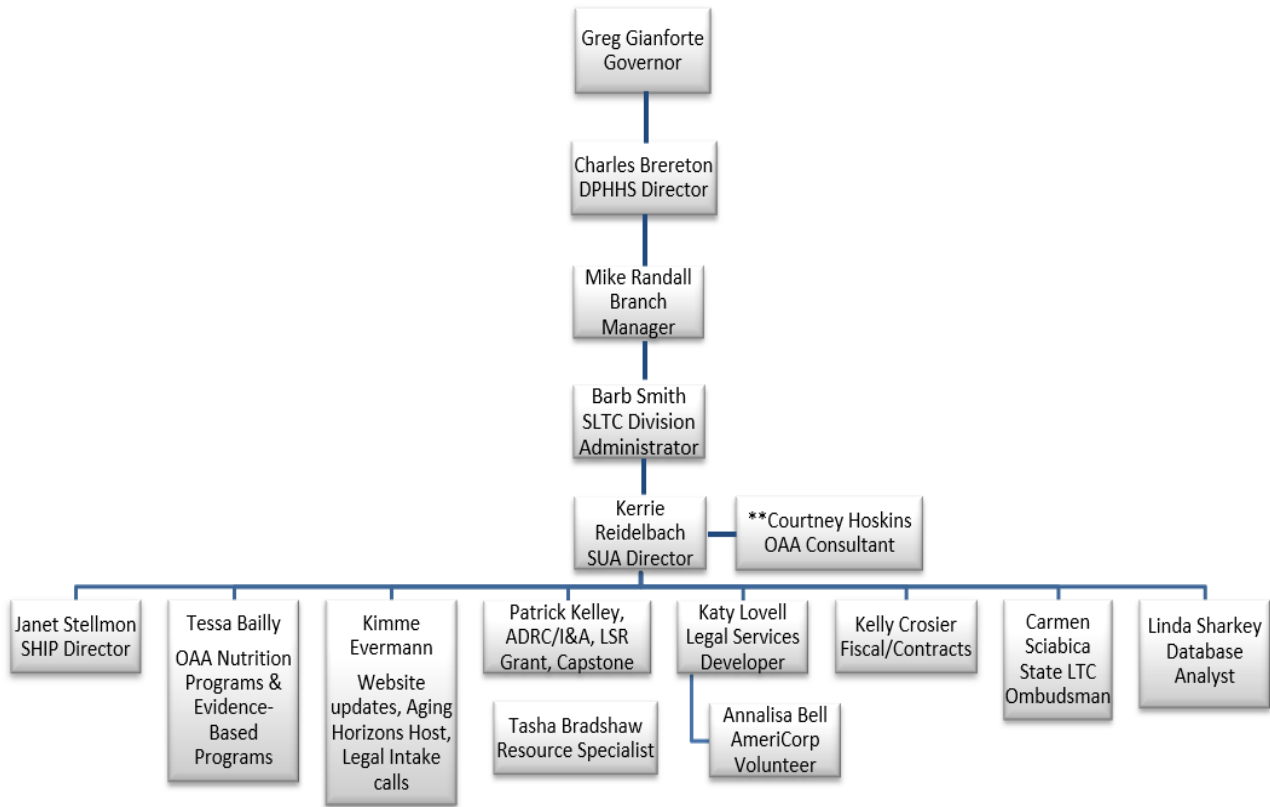 Greg Gianforte
Governor
Charles Brereton
DPHHS Director
Mike Randall
Branch
Manager
Barb Smith
SLTC Division
Administrator
Kerrie
Reidelbach
SUA Director
**Courtney Hoskins
OAA Consultant
Janet Stellmon
SHIP Director
Tessa Bailly
OAA Nutrition
Programs &
Evidence-
Based
Programs
Kimme
Evermann
Website
updates, Aging
Horizons Host,
Legal Intake
calls
Patrick Kelley,
ADRC/I&A, LSR
Grant, Capstone
Tasha Bradshaw
Resource Specialist
Katy Lovell
Legal Services
Developer
Annalisa Bell
AmeriCorp
Volunteer
Kelly Crosier
Fiscal/Contracts
Carmen
Sciabica
State LTC
Ombudsman
Linda Sharkey
Database
Analyst